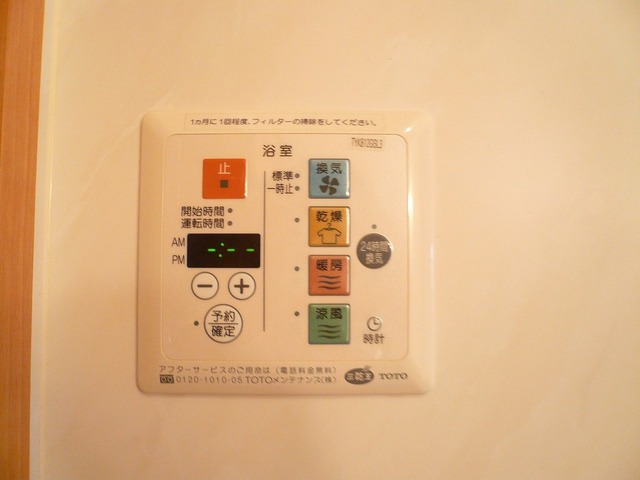 1カ月に1回程度、フィルターの掃除をしてください。
浴室
止
換気
標準
一時止
開始時間
運転時間
乾燥
AM
PM
-:--
24時間
換気
暖房
予約
確定
涼風
時計
アフターサービスのご用命は（電話料金無料）
0120-1010-05 TOTOメンテナンス(株)
TOTO